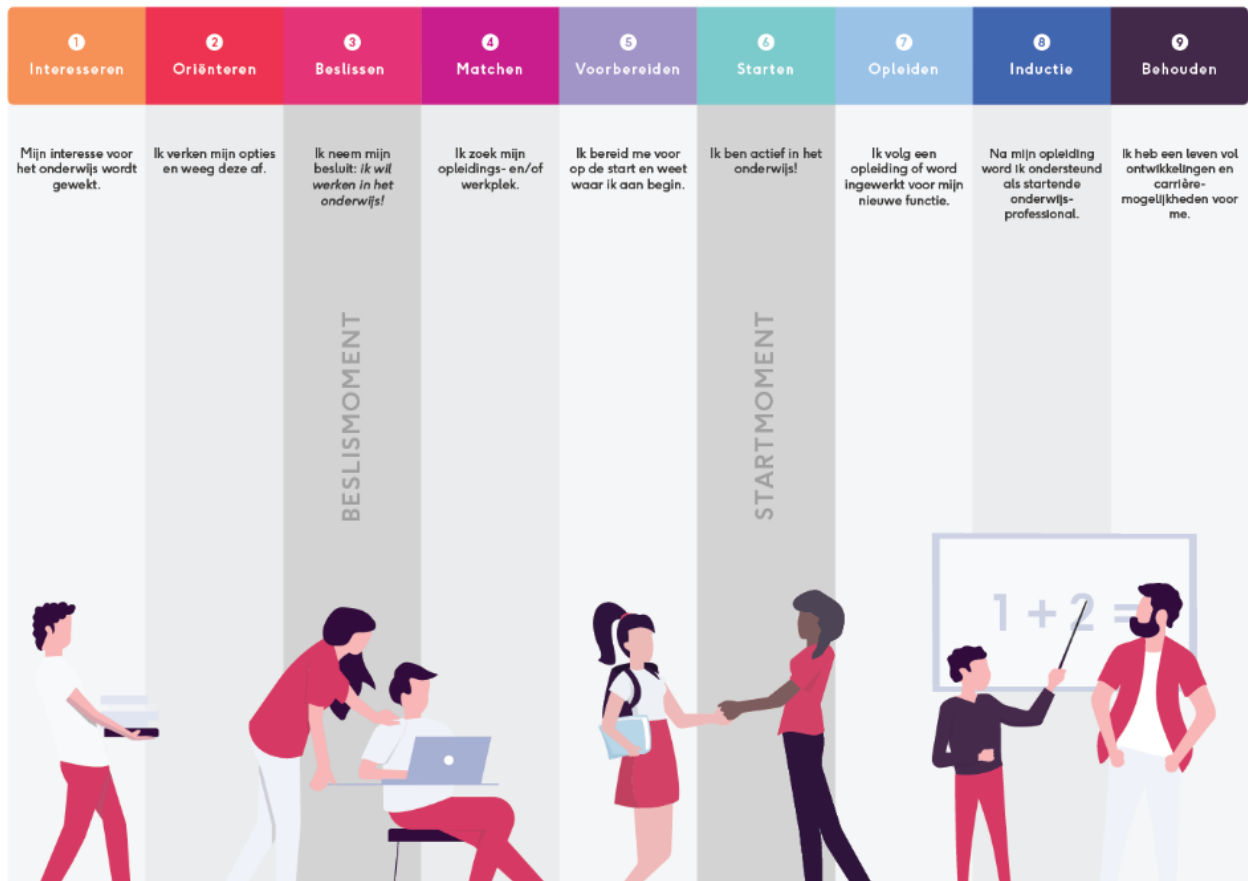 1
Interesseren
2
Oriënteren
3
Beslissen
4
Matchen
5
Voorbereiden
6
Starten
7
Opleiden
8
Inductie
9
Behouden
Mijn interesse voor
het onderwijs wordt
gewekt.
Ik verken mijn opties
en weeg deze af.
Ik neem mijn
besluit: ik wil
werken in het
onderwijs!
Ik zoek mijn
opleidings- en/of
werkplek.
Ik bereid me voor
op de start en weet
waar ik aan begin.
Ik ben actief in het
onderwijs!
Ik volg een
opleiding of word
ingewerkt voor mijn
nieuwe functie.
Na mijn opleiding
word ik ondersteund
als startende
onderwijs-
professional.
Ik heb een leven vol
ontwikkelingen en
carrière-
mogelijkheden voor
me.
BESLISMOMENT
STARTMOMENT
1 + 2 =